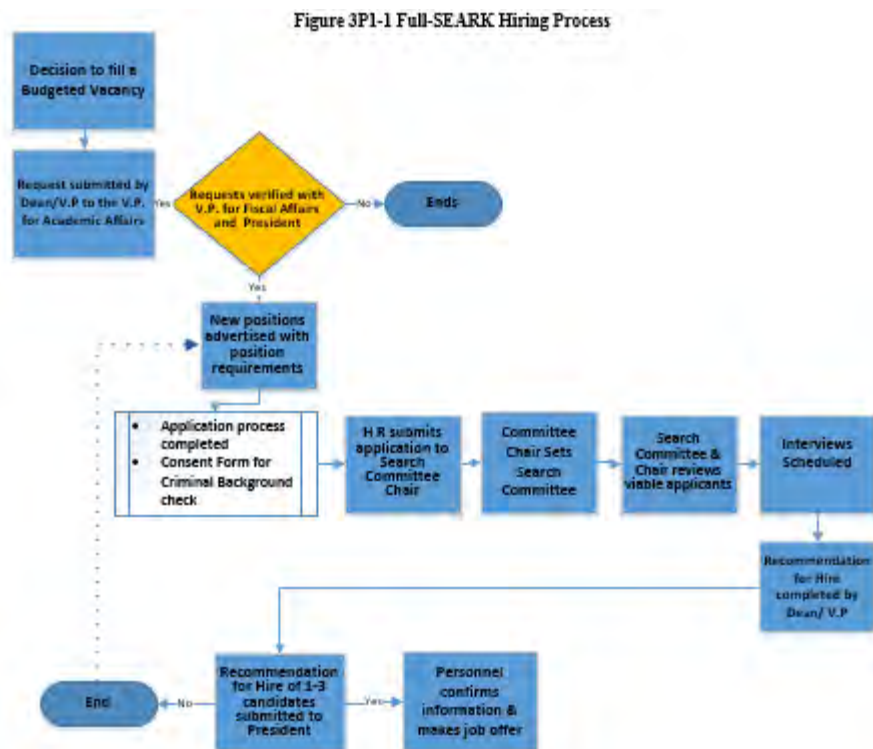 Figure 3P1-1 Full-SEARK Hiring Process
Decision to fill a
Budgeted Vacancy
Request submitted by
Dean/V.P to the V.P.
for Academic Affairs
Yes
Requests verified with
V.P. for Fiscal Affairs
and President
No
Ends
Yes
New positions
advertised with
position
requirements
• Application process
completed
• Consent Form for
Criminal Background
check
H R submits
application to
Search
Committee
Chair
Committee
Chair Sets
Search
Committee
Search
Committee &
Chair reviews
viable applicants
Interviews
Scheduled
Recommendation
for Hire
completed by
Dean/ V.P
Recommendation
for Hire of 1-3
candidates
submitted to
President
No
End
Yes
Personnel
confirms
information &
makes job offer